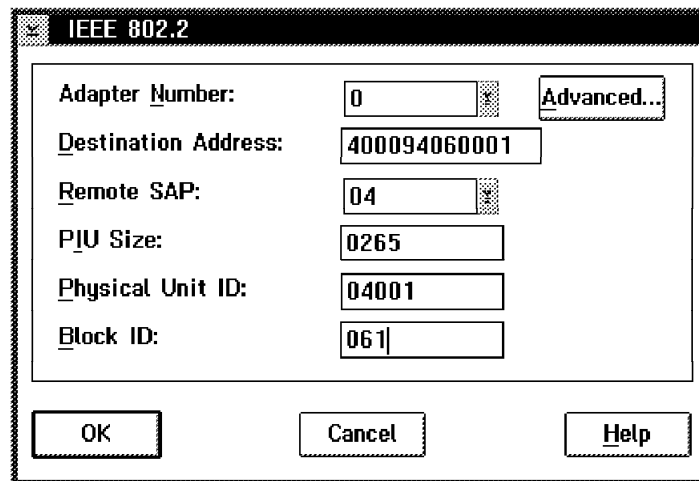 IEEE 802.2
Adapter Number: 0 Advanced...
Destination Address: 400094060001
Remote SAP: 04
PIU Size: 0265
Physical Unit ID: 04001
Block ID: 061
OK Cancel Help